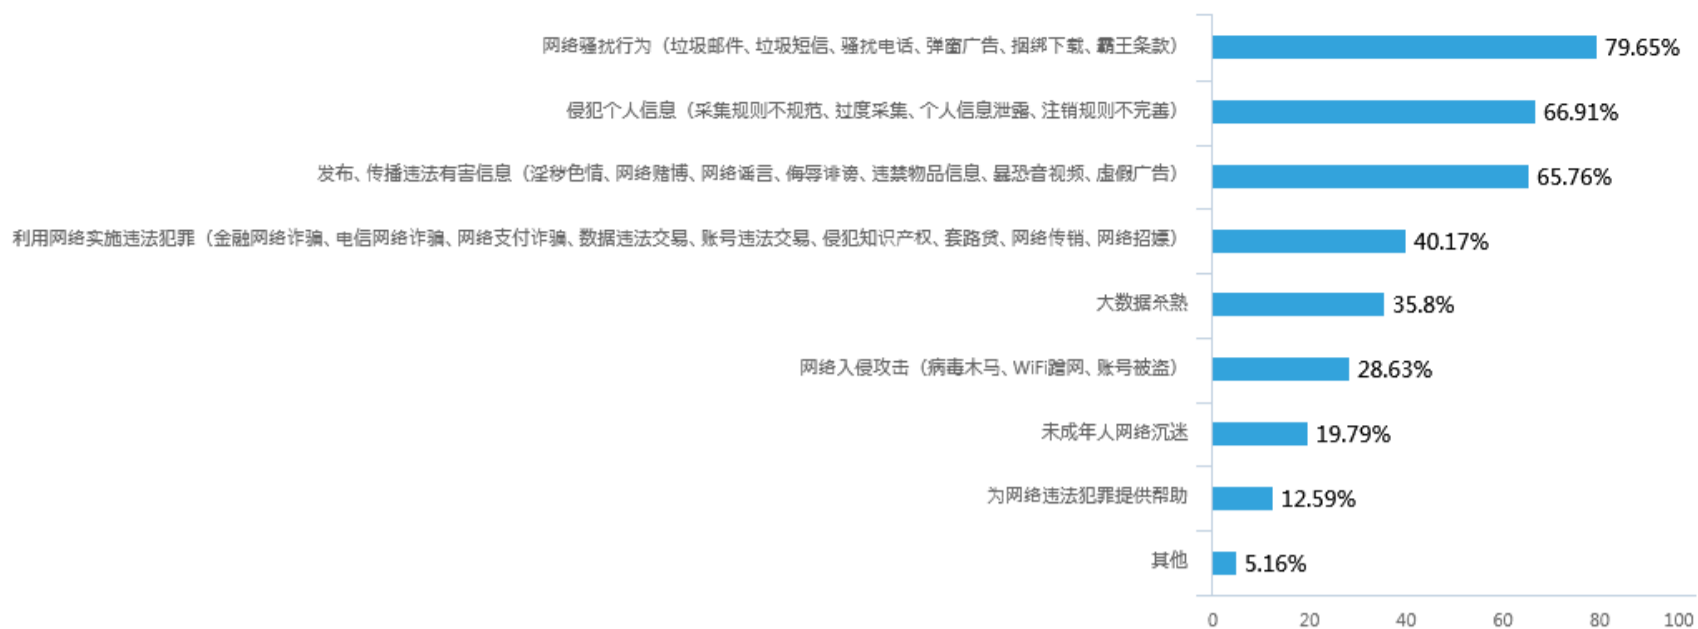 网络骚扰行为（垃圾邮件、垃圾短信、骚扰电话、弹窗广告、捆绑下载、霸王条款） 79.65%
侵犯个人信息（采集规则不规范、过度采集、个人信息泄露、注销规则不完善） 66.91%
发布、传播违法有害信息（淫秽色情、网络赌博、网络谣言、侮辱诽谤、违禁物品信息、暴恐音视频、虚假广告） 65.76%
利用网络实施违法犯罪（金融网络诈骗、电信网络诈骗、网络支付诈骗、数据违法交易、账号违法交易、侵犯知识产权、套路贷、网络传销、网络招嫖） 40.17%
大数据杀熟 35.8%
网络入侵攻击（病毒木马、WiFi蹭网、账号被盗） 28.63%
未成年人网络沉迷 19.79%
为网络违法犯罪提供帮助 12.59%
其他 5.16%
0 20 40 60 80 100